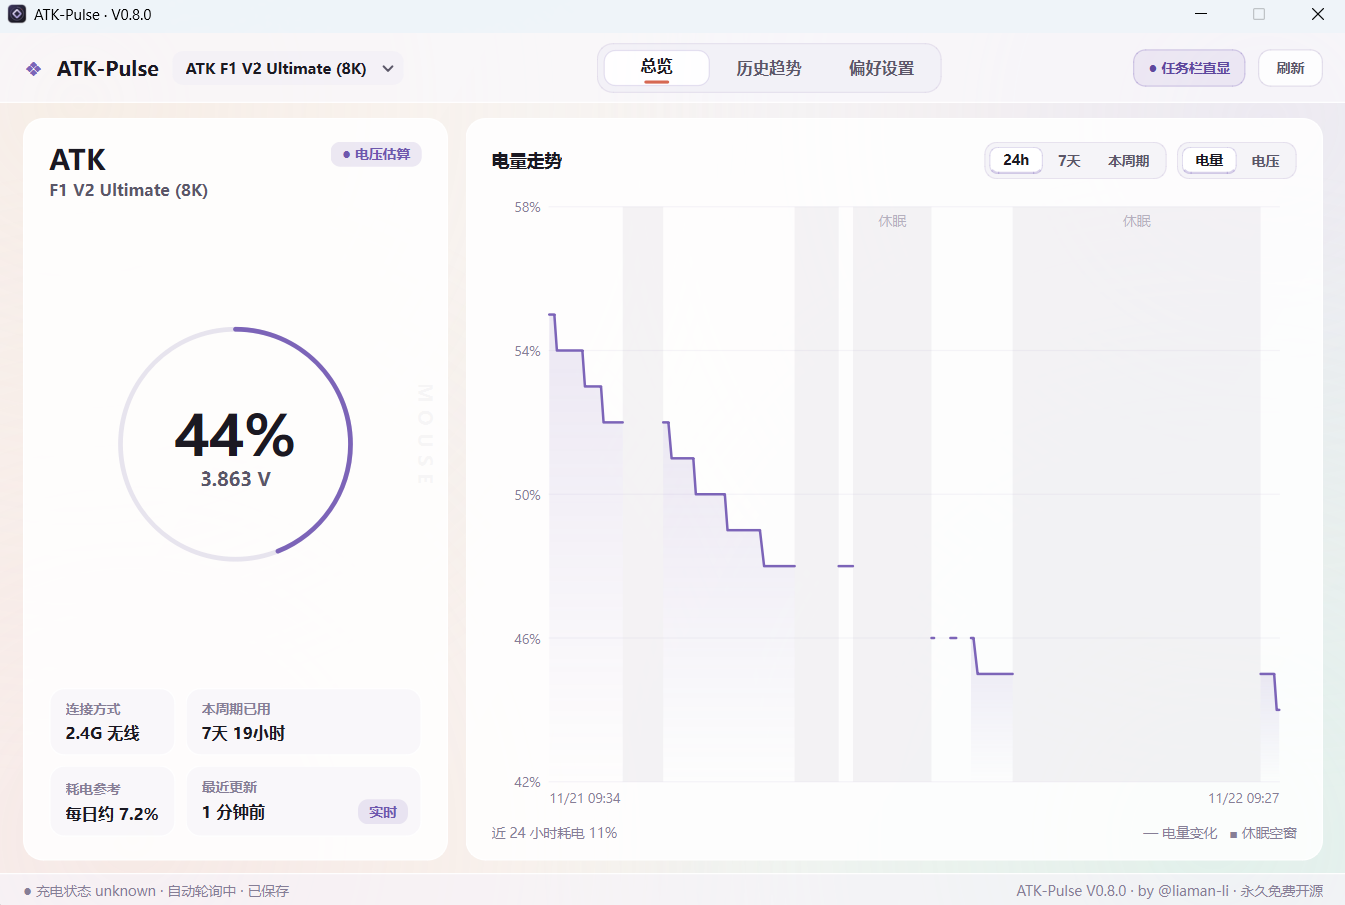 ATK-Pulse · V0.8.0
ATK-Pulse
ATK F1 V2 Ultimate (8K)
总览
历史趋势
偏好设置
任务栏直显
刷新
ATK
电压估算
F1 V2 Ultimate (8K)
44%
3.863 V
MOUSE
连接方式
2.4G 无线
本周期已用
7天 19小时
耗电参考
每日约 7.2%
最近更新
1 分钟前
实时
电量走势
24h
7天
本周期
电量
电压
58%
54%
50%
46%
42%
休眠
休眠
11/21 09:34
11/22 09:27
近 24 小时耗电 11%
电量变化
休眠空窗
充电状态 unknown · 自动轮询中 · 已保存
ATK-Pulse V0.8.0 · by @liaman-li · 永久免费开源